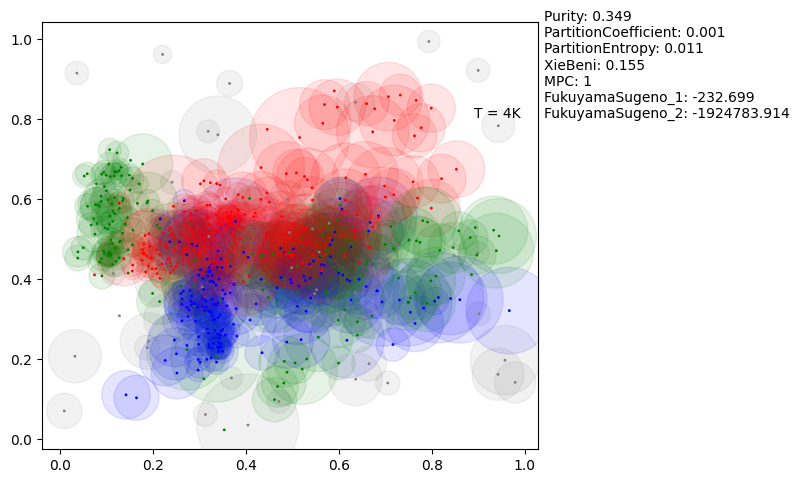 Purity: 0.349
PartitionCoefficient: 0.001
PartitionEntropy: 0.011
XieBeni: 0.155
MPC: 1
FukuyamaSugeno_1: -232.699
FukuyamaSugeno_2: -1924783.914
T = 4K
1.0
0.8
0.6
0.4
0.2
0.0
0.0 0.2 0.4 0.6 0.8 1.0